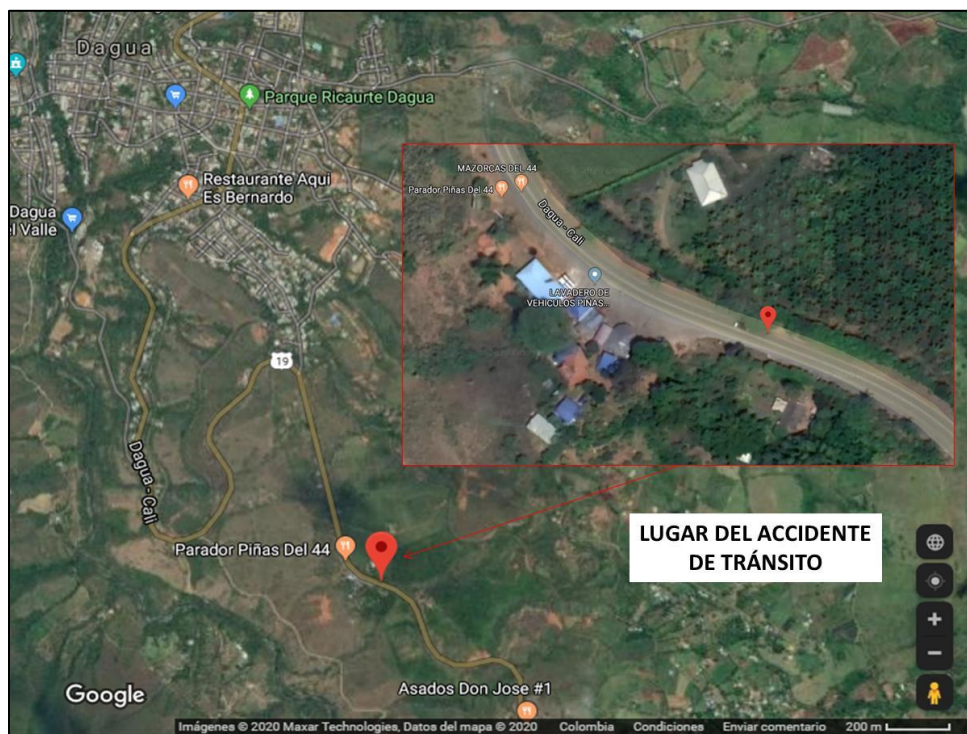 Dagua
Parque Ricaurte Dagua
Restaurante Aqui
Es Bernardo
Dagua
el Valle
MAZORCAS DEL 44
Parador Piñas Del 44
Dagua - Cali
LAVADERO DE
VEHICULOS PIÑAS...
19
Dagua - Cali
Parador Piñas Del 44
LUGAR DEL ACCIDENTE
DE TRÁNSITO
Asados Don Jose #1
Google
Imágenes © 2020 Maxar Technologies, Datos del mapa © 2020 Colombia Condiciones Enviar comentario 200 m